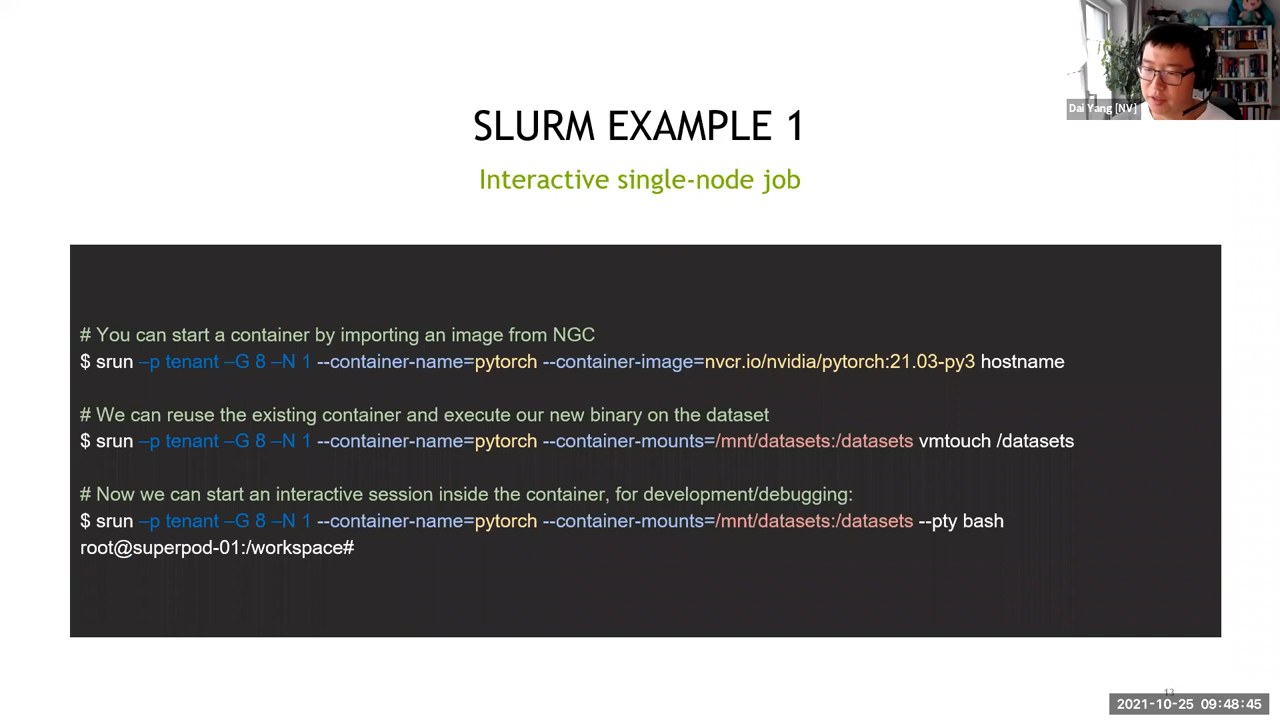 SLURM EXAMPLE 1
Interactive single-node job
Dai Yang [NV]
# You can start a container by importing an image from NGC
$ srun –p tenant –G 8 –N 1 --container-name=pytorch --container-image=nvcr.io/nvidia/pytorch:21.03-py3 hostname
# We can reuse the existing container and execute our new binary on the dataset
$ srun –p tenant –G 8 –N 1 --container-name=pytorch --container-mounts=/mnt/datasets:/datasets vmtouch /datasets
# Now we can start an interactive session inside the container, for development/debugging:
$ srun –p tenant –G 8 –N 1 --container-name=pytorch --container-mounts=/mnt/datasets:/datasets --pty bash
root@superpod-01:/workspace#
13
2021-10-25 09:48:45